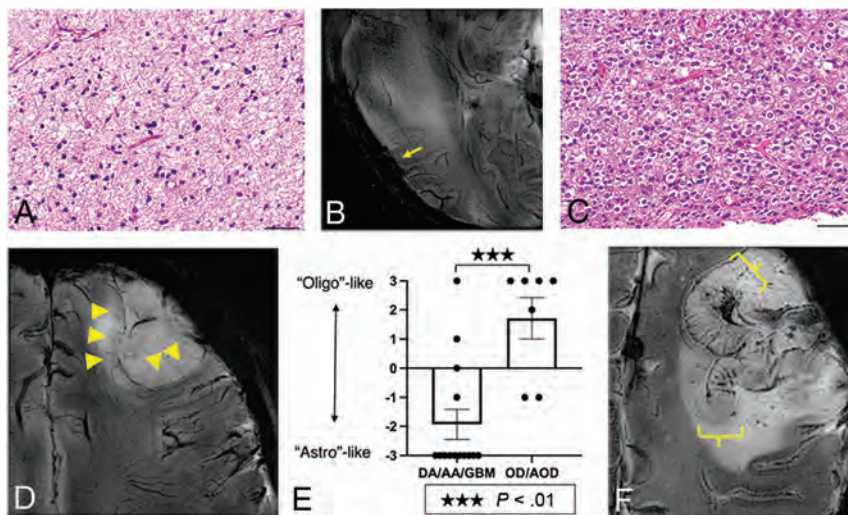 A
B
C
D
"Oligo"-like
"Astro"-like
★★★
3
2
1
0
-1
-2
-3
DA/AA/GBM OD/AOD
★★★ P < .01
E
F